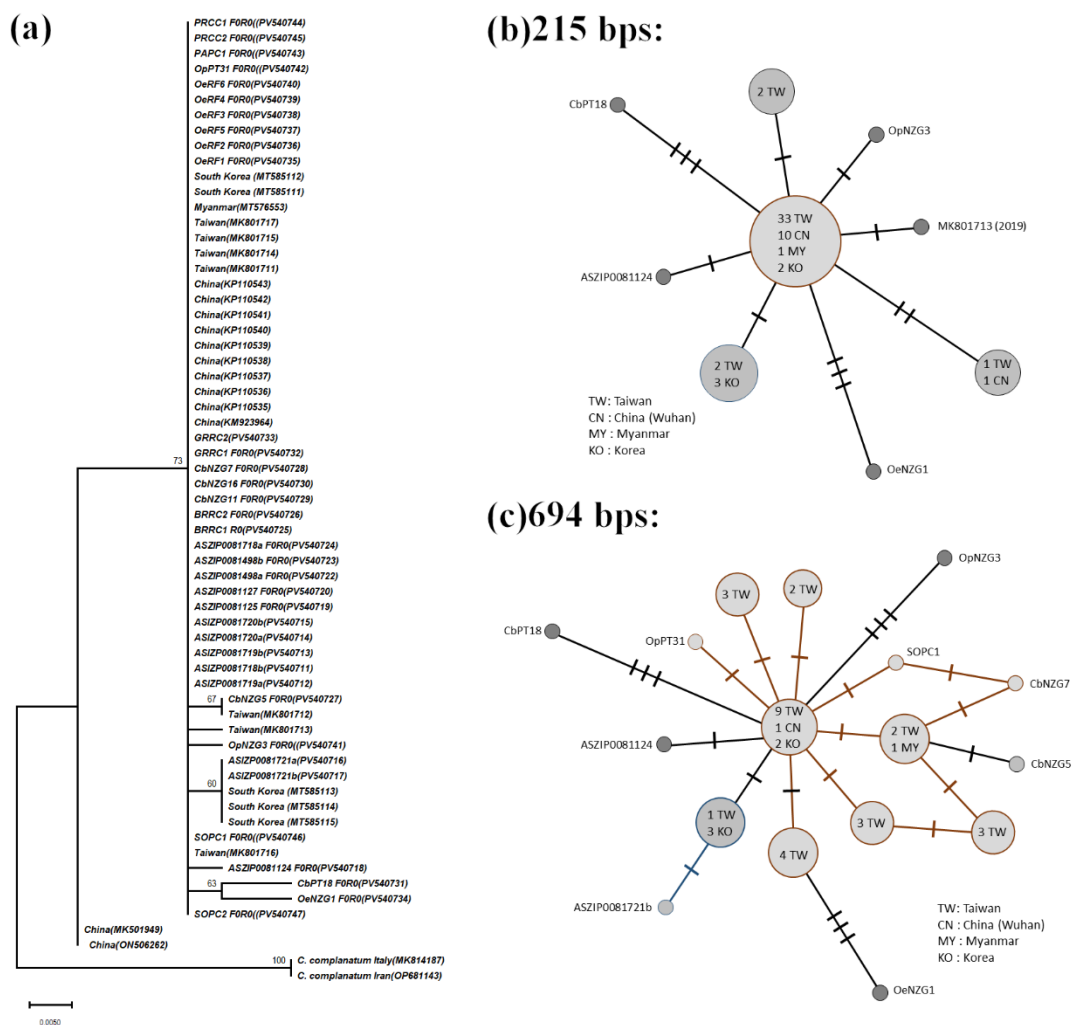 (a)
PRCC1 F0R0((PV540744)
PRCC2 F0R0((PV540745)
PAPC1 F0R0((PV540743)
OpPT31 F0R0((PV540742)
OeRF6 F0R0(PV540740)
OeRF4 F0R0(PV540739)
OeRF3 F0R0(PV540738)
OeRF5 F0R0(PV540737)
OeRF2 F0R0(PV540736)
OeRF1 F0R0(PV540735)
South Korea (MT585112)
South Korea (MT585111)
Myanmar(MT576553)
Taiwan(MK801717)
Taiwan(MK801715)
Taiwan(MK801714)
Taiwan(MK801711)
China(KP110543)
China(KP110542)
China(KP110541)
China(KP110540)
China(KP110539)
China(KP110538)
China(KP110537)
China(KP110536)
China(KP110535)
China(KM923964)
GRRC2(PV540733)
GRRC1 F0R0(PV540732)
73
CbNZG7 F0R0(PV540728)
CbNZG16 F0R0(PV540730)
CbNZG11 F0R0(PV540729)
BRRC2 F0R0(PV540726)
BRRC1 R0(PV540725)
ASZIP0081718a F0R0(PV540724)
ASZIP0081498b F0R0(PV540723)
ASZIP0081498a F0R0(PV540722)
ASZIP0081127 F0R0(PV540720)
ASZIP0081125 F0R0(PV540719)
ASIZP0081720b(PV540715)
ASIZP0081720a(PV540714)
ASIZP0081719b(PV540713)
ASIZP0081718b(PV540711)
ASIZP0081719a(PV540712)
67
CbNZG5 F0R0(PV540727)
Taiwan(MK801712)
Taiwan(MK801713)
OpNZG3 F0R0((PV540741)
ASIZP0081721a(PV540716)
ASIZP0081721b(PV540717)
60
South Korea (MT585113)
South Korea (MT585114)
South Korea (MT585115)
SOPC1 F0R0((PV540746)
Taiwan(MK801716)
ASZIP0081124 F0R0(PV540718)
63
CbPT18 F0R0(PV540731)
OeNZG1 F0R0(PV540734)
SOPC2 F0R0((PV540747)
China(MK501949)
China(ON506262)
100
C. complanatum Italy(MK814187)
C. complanatum Iran(OP681143)
0.0050
(b)215 bps:
2 TW
CbPT18
OpNZG3
33 TW
10 CN
1 MY
2 KO
MK801713 (2019)
ASZIP0081124
2 TW
3 KO
1 TW
1 CN
TW: Taiwan
CN : China (Wuhan)
MY : Myanmar
KO : Korea
OeNZG1
(c)694 bps:
OpNZG3
3 TW
2 TW
CbPT18
OpPT31
SOPC1
CbNZG7
9 TW
1 CN
2 KO
ASZIP0081124
2 TW
1 MY
CbNZG5
1 TW
3 KO
3 TW
3 TW
4 TW
ASZIP0081721b
TW: Taiwan
CN : China (Wuhan)
MY : Myanmar
KO : Korea
OeNZG1